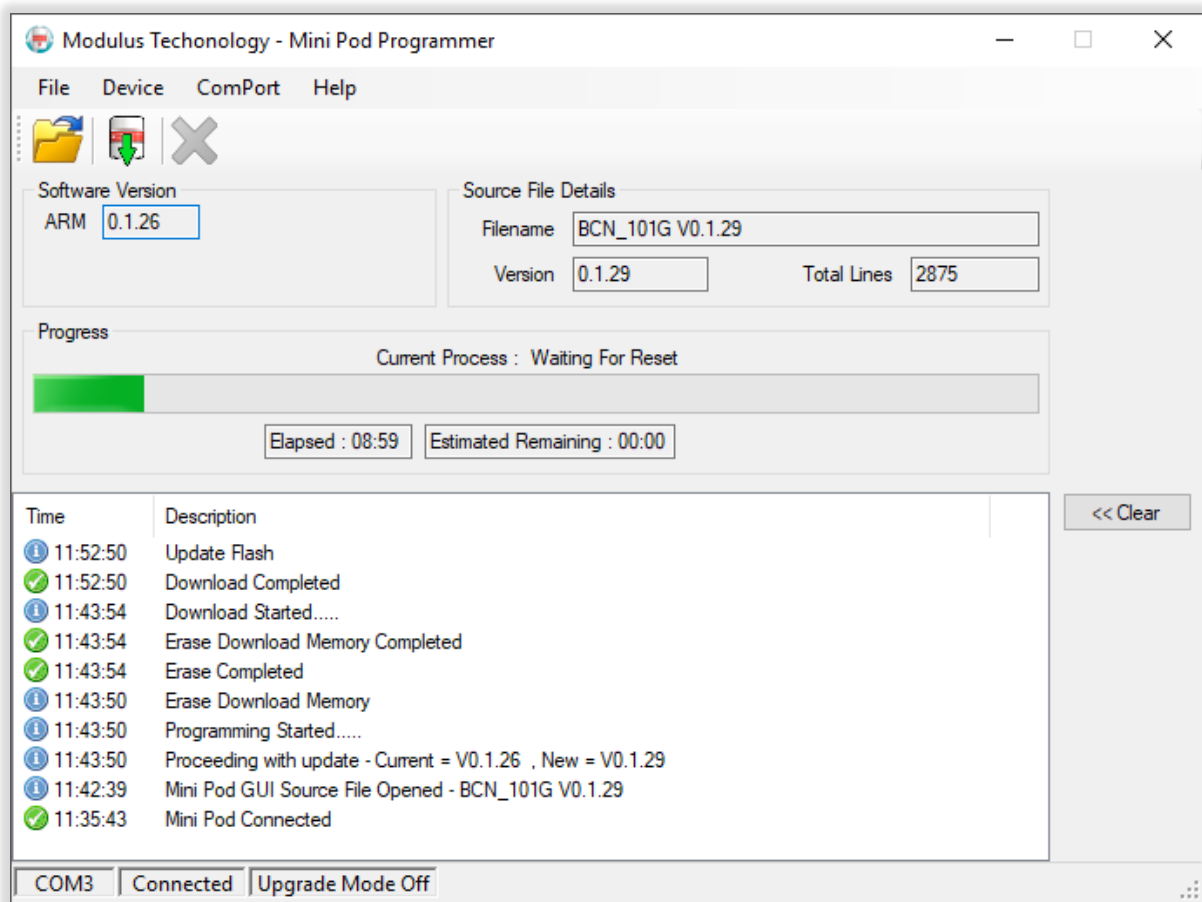 Modulus Techonology - Mini Pod Programmer
File Device ComPort Help
Software Version
ARM 0.1.26
Source File Details
Filename BCN_101G V0.1.29
Version 0.1.29 Total Lines 2875
Progress
Current Process : Waiting For Reset
Elapsed : 08:59 Estimated Remaining : 00:00
Time Description
11:52:50 Update Flash
11:52:50 Download Completed
11:43:54 Download Started.....
11:43:54 Erase Download Memory Completed
11:43:54 Erase Completed
11:43:50 Erase Download Memory
11:43:50 Programming Started.....
11:43:50 Proceeding with update - Current = V0.1.26 , New = V0.1.29
11:42:39 Mini Pod GUI Source File Opened - BCN_101G V0.1.29
11:35:43 Mini Pod Connected
<< Clear
COM3 Connected Upgrade Mode Off